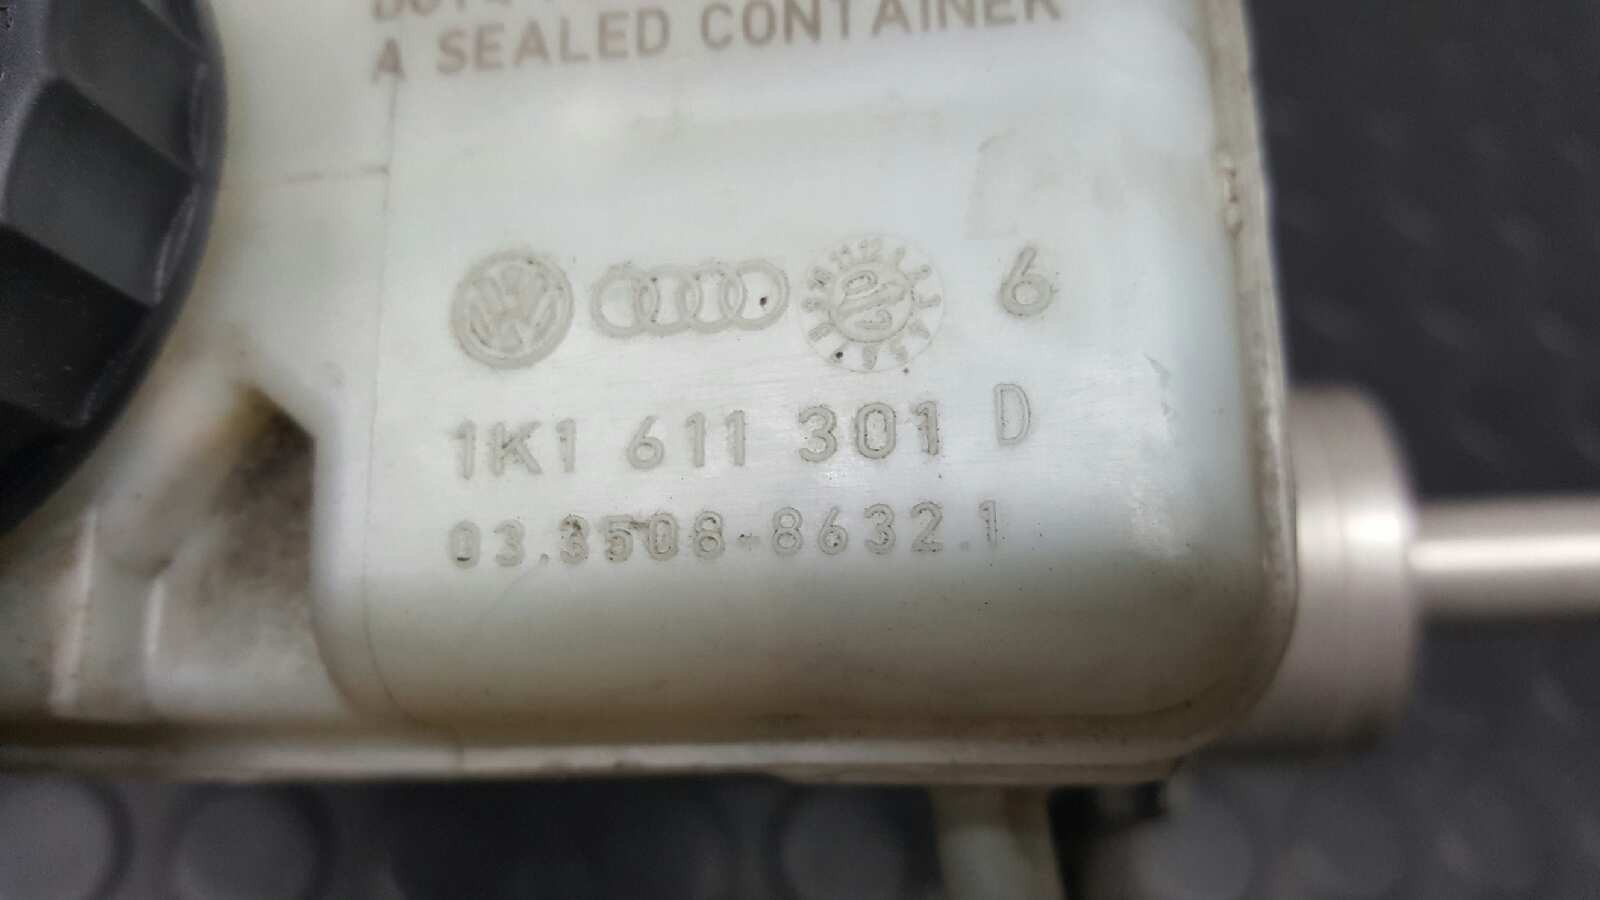 A SEALED CONTAINER
6
1K1 611 301 D
03.3508-8632.1